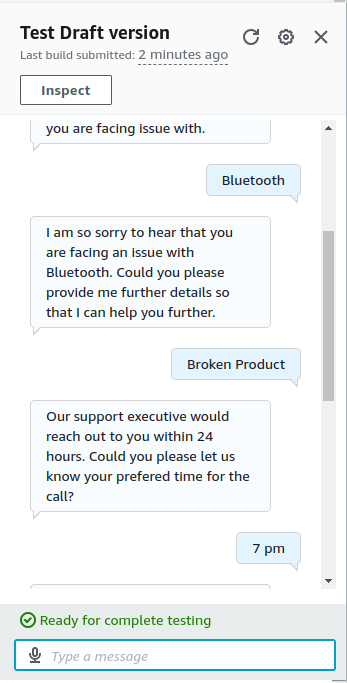 Test Draft version
Last build submitted: 2 minutes ago
Inspect
you are facing issue with.
Bluetooth
I am so sorry to hear that you
are facing an issue with
Bluetooth. Could you please
provide me further details so
that I can help you further.
Broken Product
Our support executive would
reach out to you within 24
hours. Could you please let us
know your prefered time for the
call?
7 pm
Ready for complete testing
Type a message